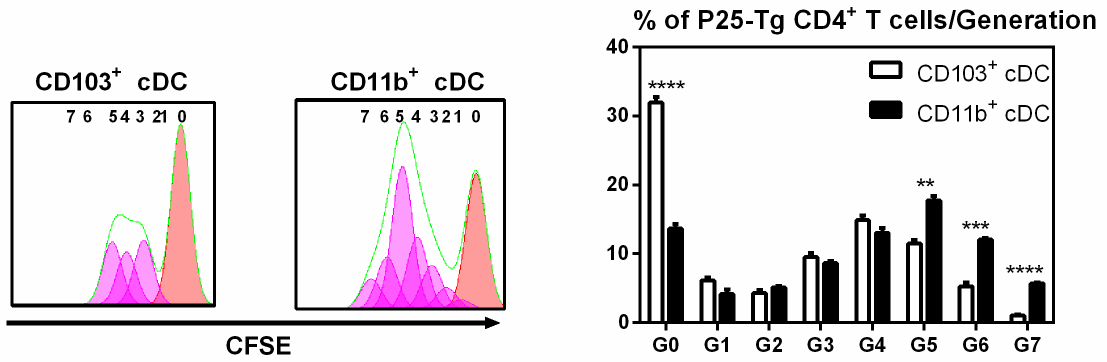 CD103⁺ cDC
7 6 5 4 3 21 0
CD11b⁺ cDC
7 6 5 4 3 2 1 0
CFSE
% of P25-Tg CD4⁺ T cells/Generation
CD103⁺ cDC
CD11b⁺ cDC
40
30
20
10
0
****
**
***
****
G0 G1 G2 G3 G4 G5 G6 G7